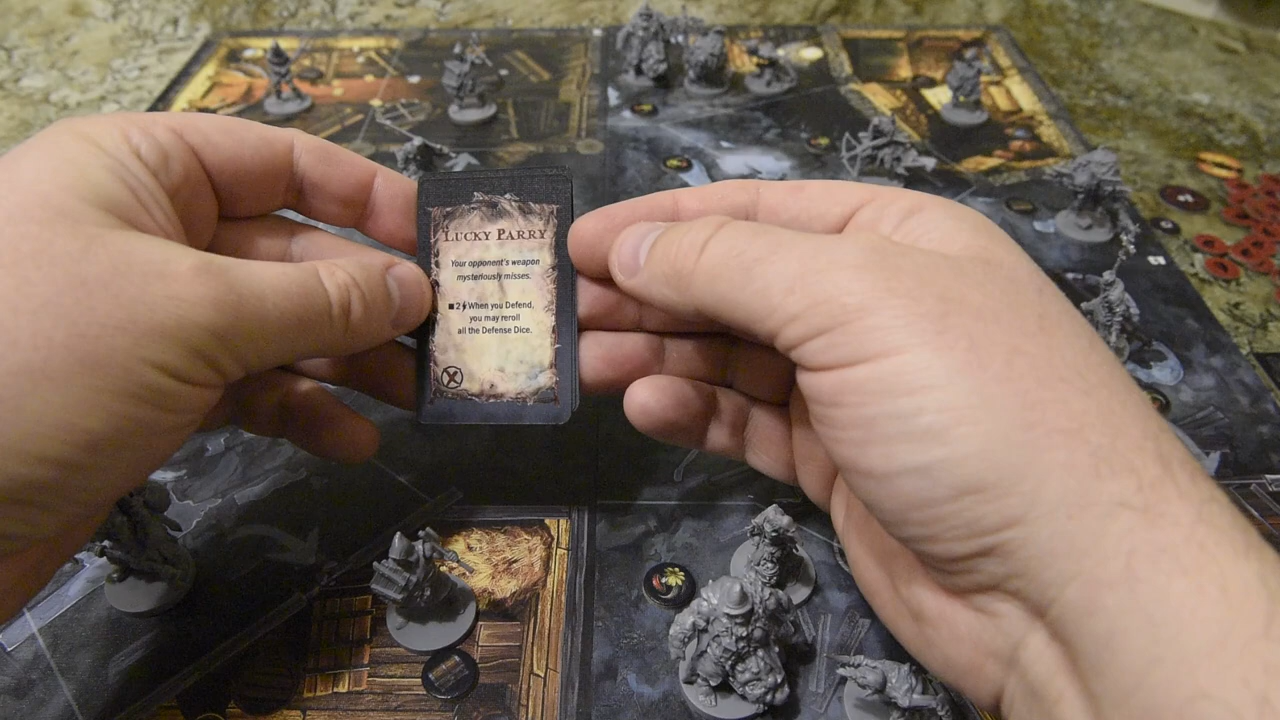 LUCKY PARRY
Your opponent's weapon
mysteriously misses.
■2⚡When you Defend,
you may reroll
all the Defense Dice.